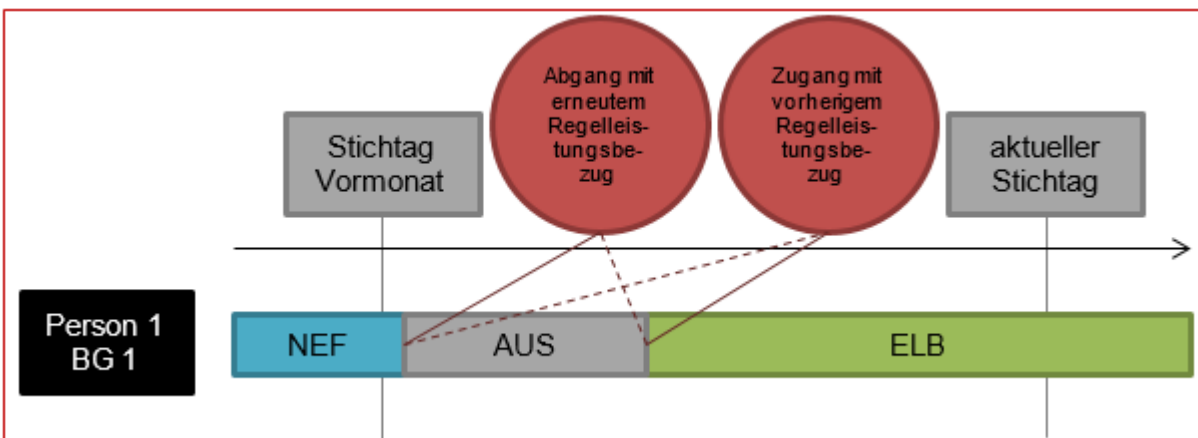 Abgang mit
erneutem
Regelleis-
tungsbe-
zug
Zugang mit
vorherigem
Regelleis-
tungsbe-
zug
Stichtag
Vormonat
aktueller
Stichtag
Person 1
BG 1
NEF
AUS
ELB